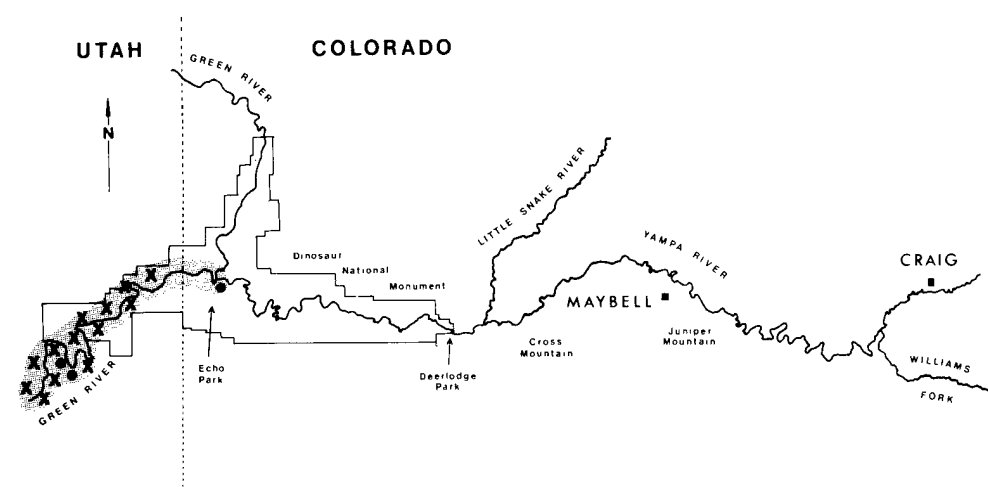 UTAH
COLORADO
GREEN RIVER
N
LITTLE SNAKE RIVER
YAMPA RIVER
CRAIG
Dinosaur
National
Monument
MAYBELL
Juniper
Mountain
Cross
Mountain
Echo
Park
Deerlodge
Park
WILLIAMS
FORK
GREEN RIVER
X
X
X
X
X
X
X
X
X
X
X
X